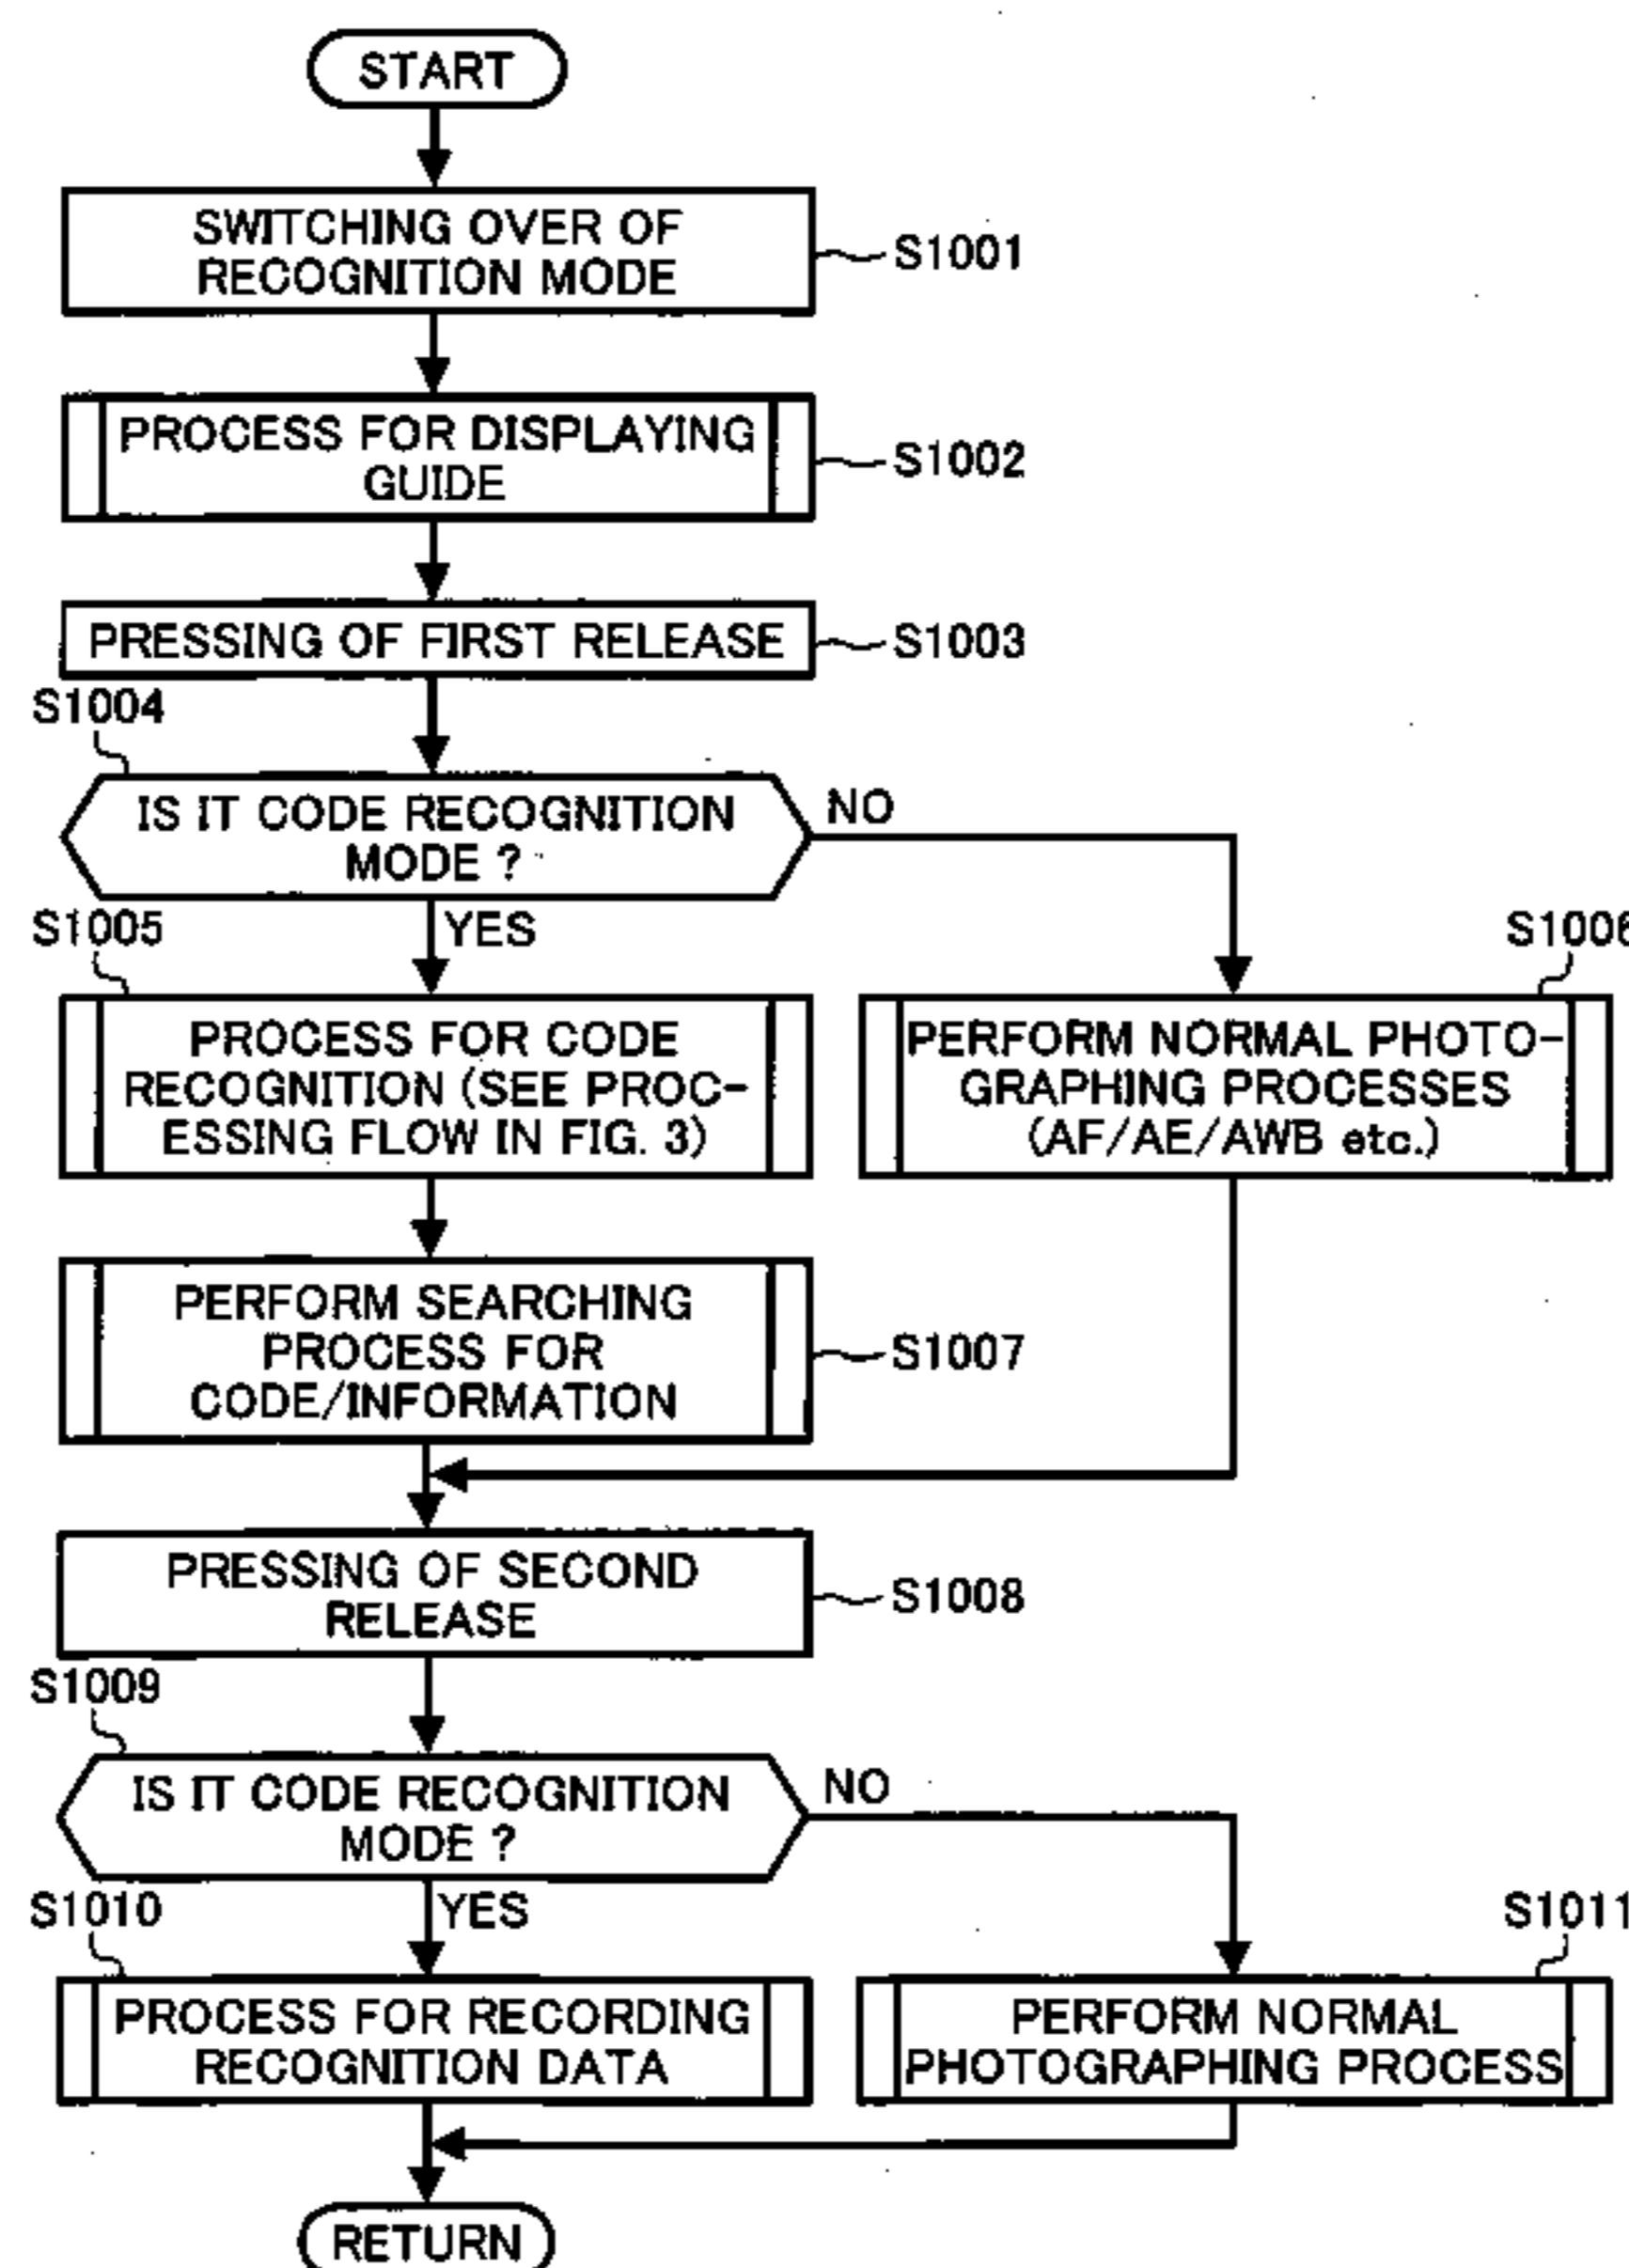 START
SWITCHING OVER OF
RECOGNITION MODE
S1001
PROCESS FOR DISPLAYING
GUIDE
S1002
PRESSING OF FIRST RELEASE
S1003
S1004
IS IT CODE RECOGNITION
MODE ?
NO
YES
S1005
PROCESS FOR CODE
RECOGNITION (SEE PROC-
ESSING FLOW IN FIG. 3)
S1006
PERFORM NORMAL PHOTO-
GRAPHING PROCESSES
(AF/AE/AWB etc.)
PERFORM SEARCHING
PROCESS FOR
CODE/INFORMATION
S1007
PRESSING OF SECOND
RELEASE
S1008
S1009
IS IT CODE RECOGNITION
MODE ?
NO
YES
S1010
PROCESS FOR RECORDING
RECOGNITION DATA
S1011
PERFORM NORMAL
PHOTOGRAPHING PROCESS
RETURN